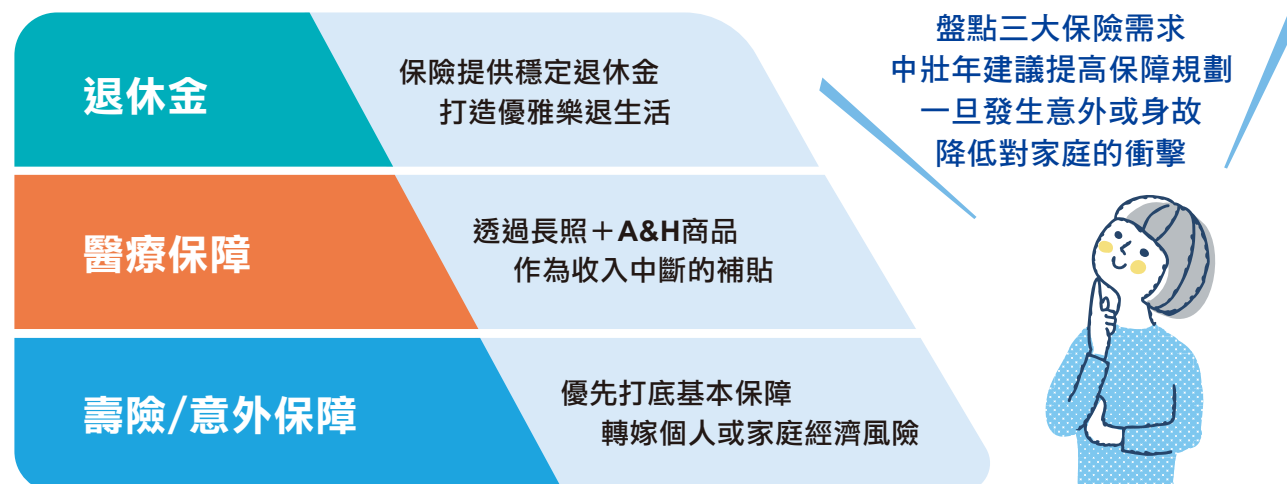 退休金
保險提供穩定退休金
打造優雅樂退生活
醫療保障
透過長照＋A&H商品
作為收入中斷的補貼
壽險/意外保障
優先打底基本保障
轉嫁個人或家庭經濟風險
盤點三大保險需求
中壯年建議提高保障規劃
一旦發生意外或身故
降低對家庭的衝擊